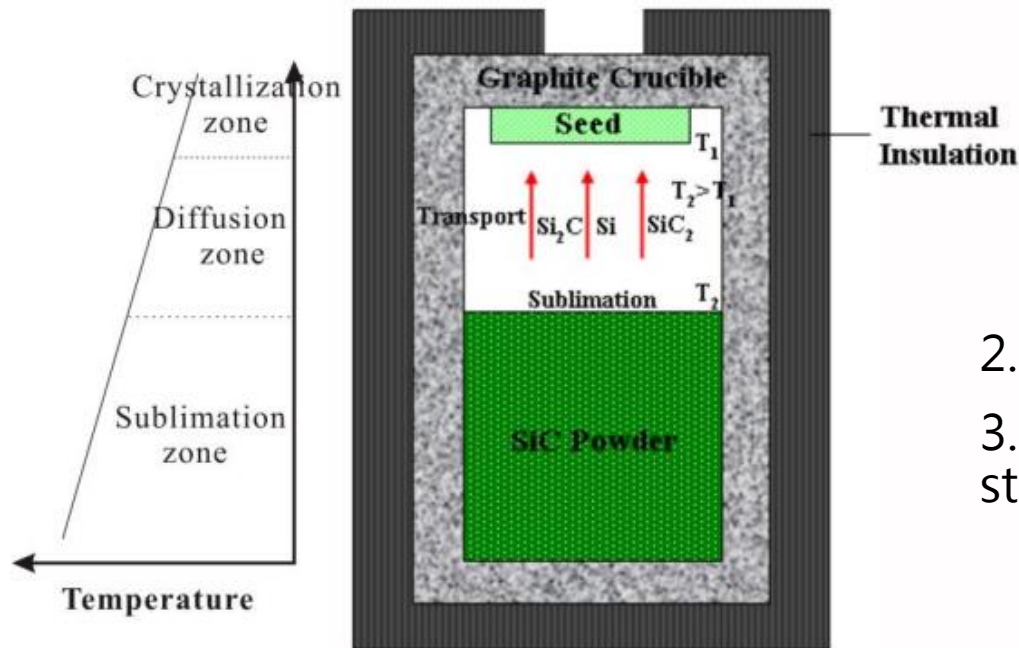 Crystallization
zone
Diffusion
zone
Sublimation
zone
Temperature
Graphite Crucible
Seed
T₁
T₂>T₁
Transport
Si₂C
Si
SiC₂
Sublimation
T₂
SiC Powder
Thermal
Insulation
2.
3.
st